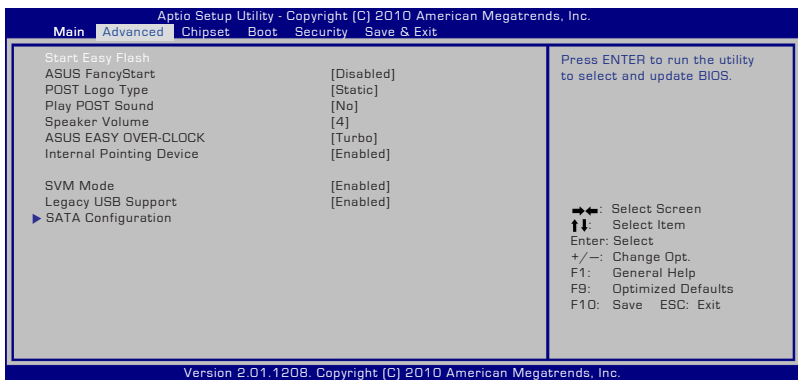 Aptio Setup Utility - Copyright (C) 2010 American Megatrends, Inc.
Main Advanced Chipset Boot Security Save & Exit
Start Easy Flash
ASUS FancyStart [Disabled]
POST Logo Type [Static]
Play POST Sound [No]
Speaker Volume [4]
ASUS EASY OVER-CLOCK [Turbo]
Internal Pointing Device [Enabled]
SVM Mode [Enabled]
Legacy USB Support [Enabled]
SATA Configuration
Press ENTER to run the utility
to select and update BIOS.
→←: Select Screen
↑↓: Select Item
Enter: Select
+/—: Change Opt.
F1: General Help
F9: Optimized Defaults
F10: Save ESC: Exit
Version 2.01.1208. Copyright (C) 2010 American Megatrends, Inc.